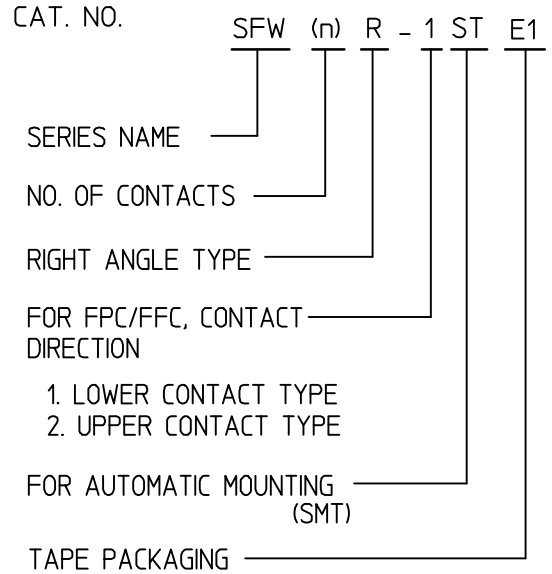 CAT. NO.
SFW (n) R - 1 ST E1
SERIES NAME
NO. OF CONTACTS
RIGHT ANGLE TYPE
FOR FPC/FFC, CONTACT
DIRECTION
1. LOWER CONTACT TYPE
2. UPPER CONTACT TYPE
FOR AUTOMATIC MOUNTING
(SMT)
TAPE PACKAGING